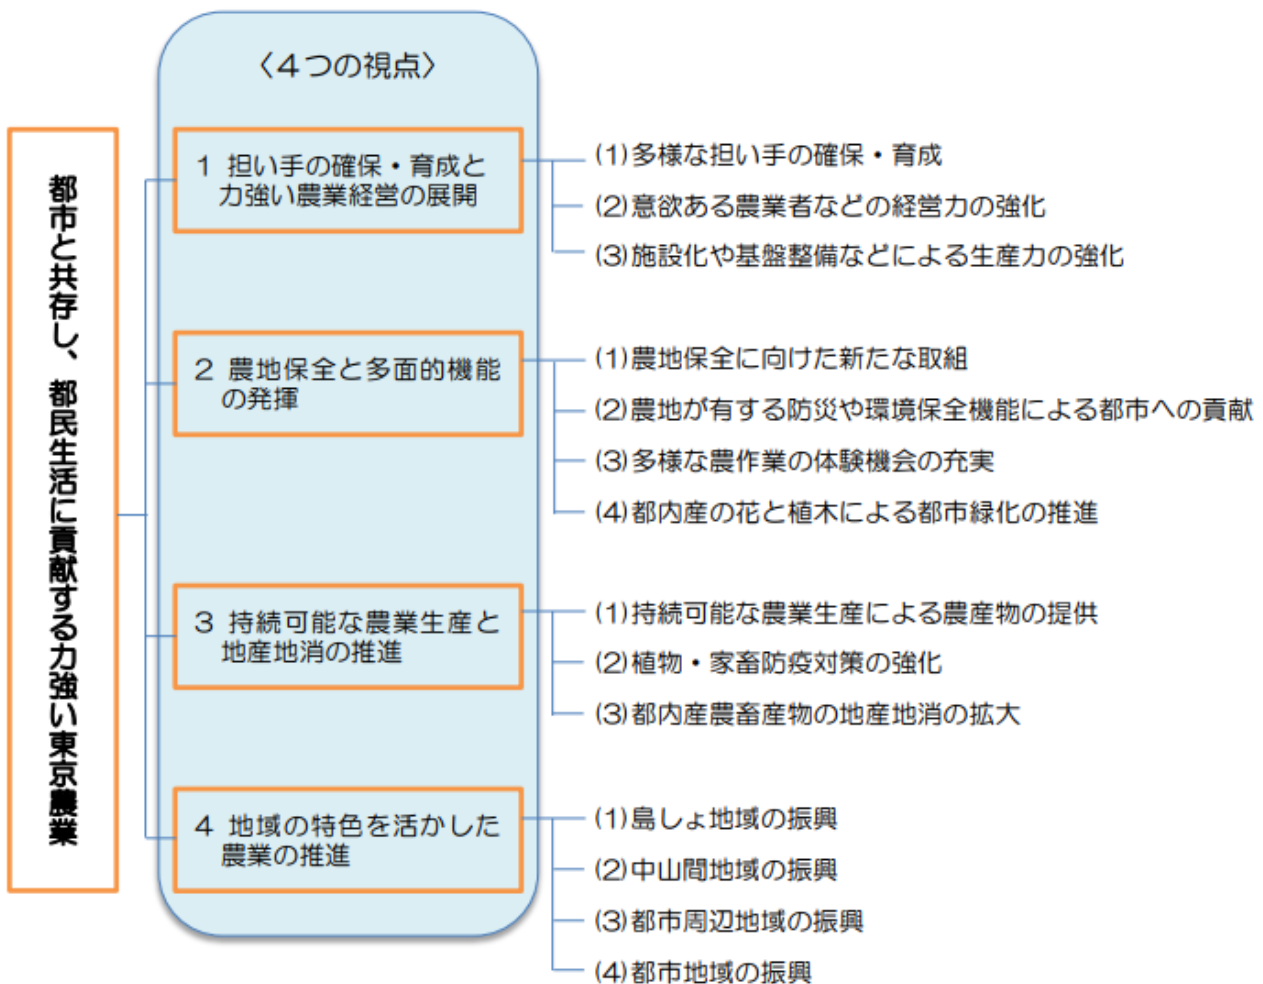 都市と共存し、都民生活に貢献する力強い東京農業
〈４つの視点〉
１ 担い手の確保・育成と
力強い農業経営の展開
(1)多様な担い手の確保・育成
(2)意欲ある農業者などの経営力の強化
(3)施設化や基盤整備などによる生産力の強化
２ 農地保全と多面的機能
の発揮
(1)農地保全に向けた新たな取組
(2)農地が有する防災や環境保全機能による都市への貢献
(3)多様な農作業の体験機会の充実
(4)都内産の花と植木による都市緑化の推進
３ 持続可能な農業生産と
地産地消の推進
(1)持続可能な農業生産による農産物の提供
(2)植物・家畜防疫対策の強化
(3)都内産農畜産物の地産地消の拡大
４ 地域の特色を活かした
農業の推進
(1)島しょ地域の振興
(2)中山間地域の振興
(3)都市周辺地域の振興
(4)都市地域の振興